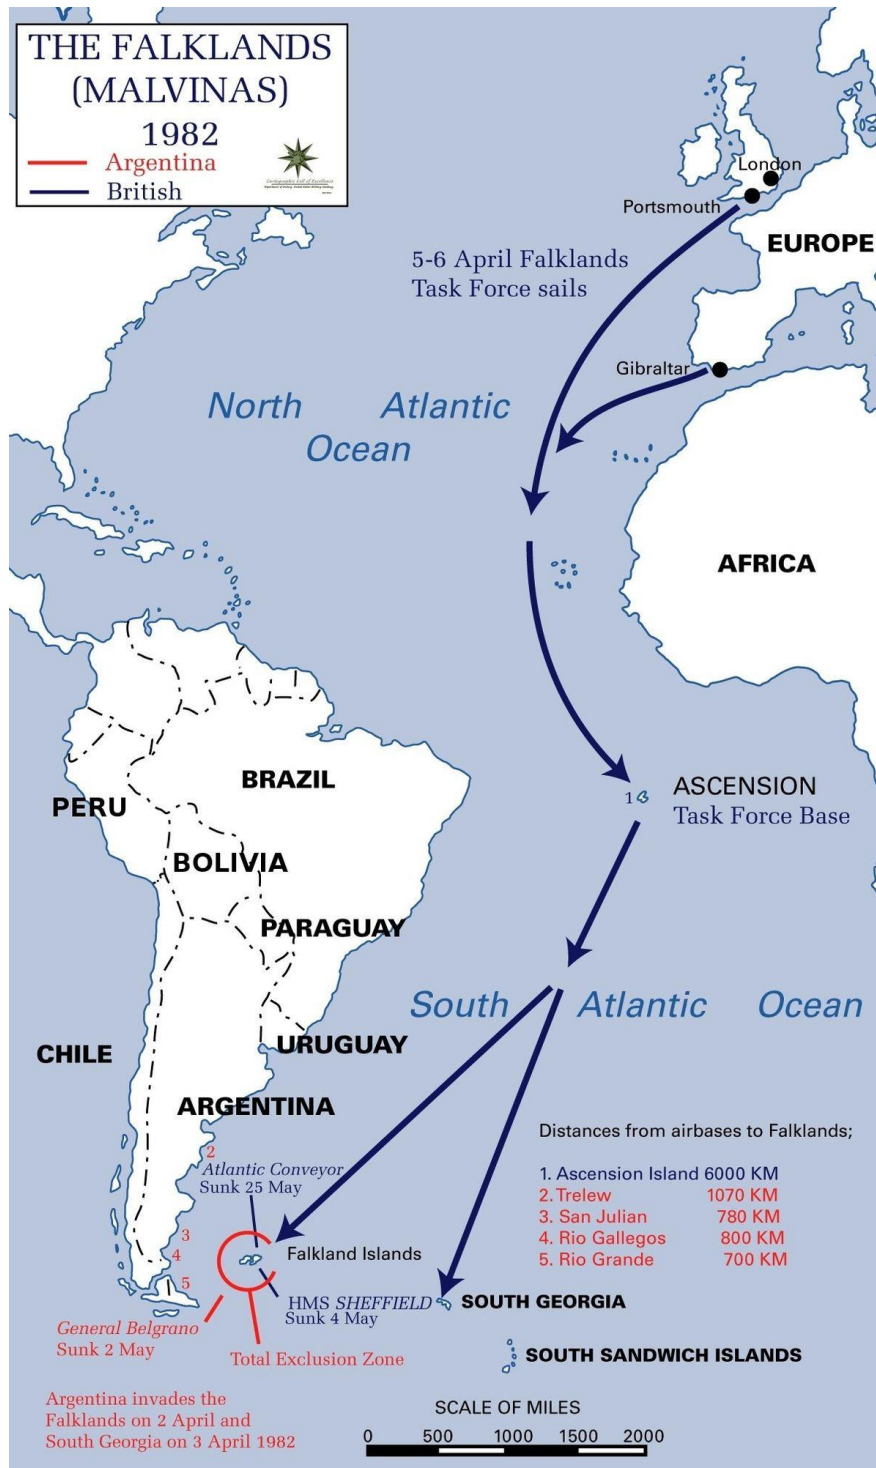 THE FALKLANDS
(MALVINAS)
1982
Argentina
British
London
Portsmouth
EUROPE
5-6 April Falklands
Task Force sails
Gibraltar
North Atlantic
Ocean
AFRICA
BRAZIL
ASCENSION
PERU
1
Task Force Base
BOLIVIA
PARAGUAY
South Atlantic Ocean
URUGUAY
CHILE
ARGENTINA
Distances from airbases to Falklands;
2
Atlantic Conveyor
Sunk 25 May
1. Ascension Island 6000 KM
2. Trelew 1070 KM
3. San Julian 780 KM
4. Rio Gallegos 800 KM
5. Rio Grande 700 KM
3
4
Falkland Islands
5
HMS SHEFFIELD
Sunk 4 May
SOUTH GEORGIA
General Belgrano
Sunk 2 May
Total Exclusion Zone
SOUTH SANDWICH ISLANDS
Argentina invades the
Falklands on 2 April and
South Georgia on 3 April 1982
SCALE OF MILES
0 500 1000 1500 2000